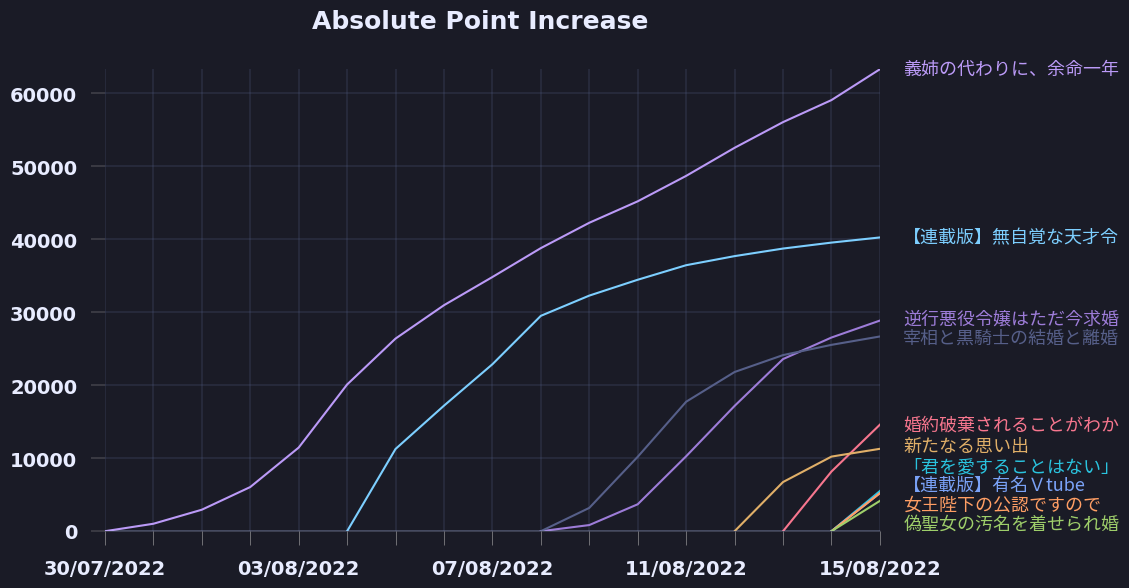 Absolute Point Increase
60000
50000
40000
30000
20000
10000
0
30/07/2022
03/08/2022
07/08/2022
11/08/2022
15/08/2022
義姉の代わりに、余命一年
【連載版】無自覚な天才令
逆行悪役令嬢はただ今求婚
宰相と黒騎士の結婚と離婚
婚約破棄されることがわか
新たなる思い出
「君を愛することはない」
【連載版】有名Ｖtube
女王陛下の公認ですので
偽聖女の汚名を着せられ婚